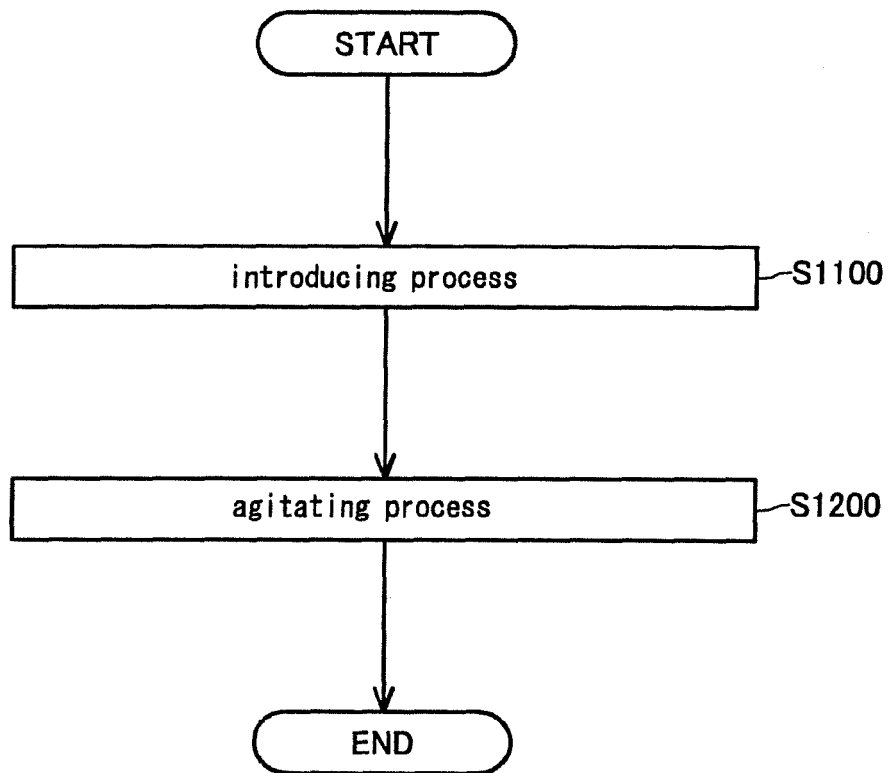 START
introducing process
S1100
agitating process
S1200
END